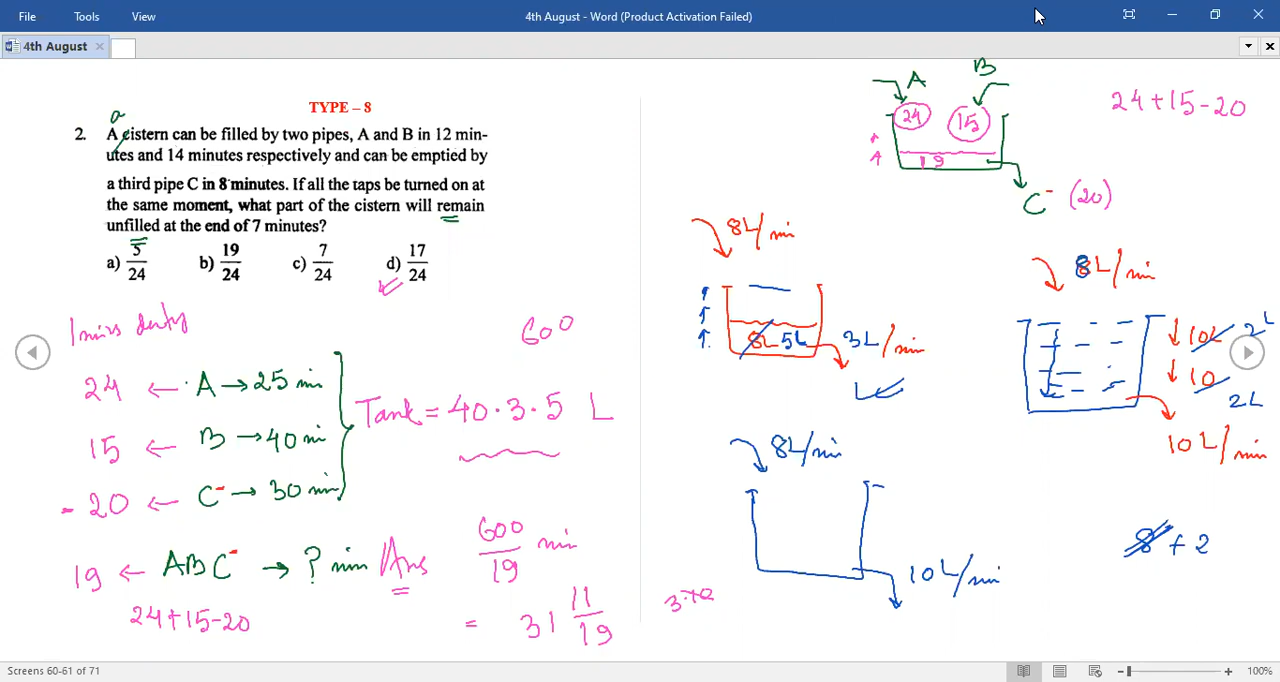 File Tools View 4th August - Word (Product Activation Failed)
4th August
TYPE – 8
a
2. A cistern can be filled by two pipes, A and B in 12 min-
utes and 14 minutes respectively and can be emptied by
a third pipe C in 8 minutes. If all the taps be turned on at
the same moment, what part of the cistern will remain
unfilled at the end of 7 minutes?
a) 5/24 b) 19/24 c) 7/24 d) 17/24
600
24 ← A → 25 min
15 ← B → 40 min
- 20 ← C⁻ → 30 min
Tank = 40·3·5 L
19 ← ABC⁻ → ? min Ans
24+15-20
600/19 min
= 31 11/19
A B
24 15
19
C⁻ (20)
24+15-20
8L/min
8L 5L 3L/min
L
8L/min
10L 2L
10 2L
10L/min
8L/min
10L/min
8 + 2
Screens 60-61 of 71 100%